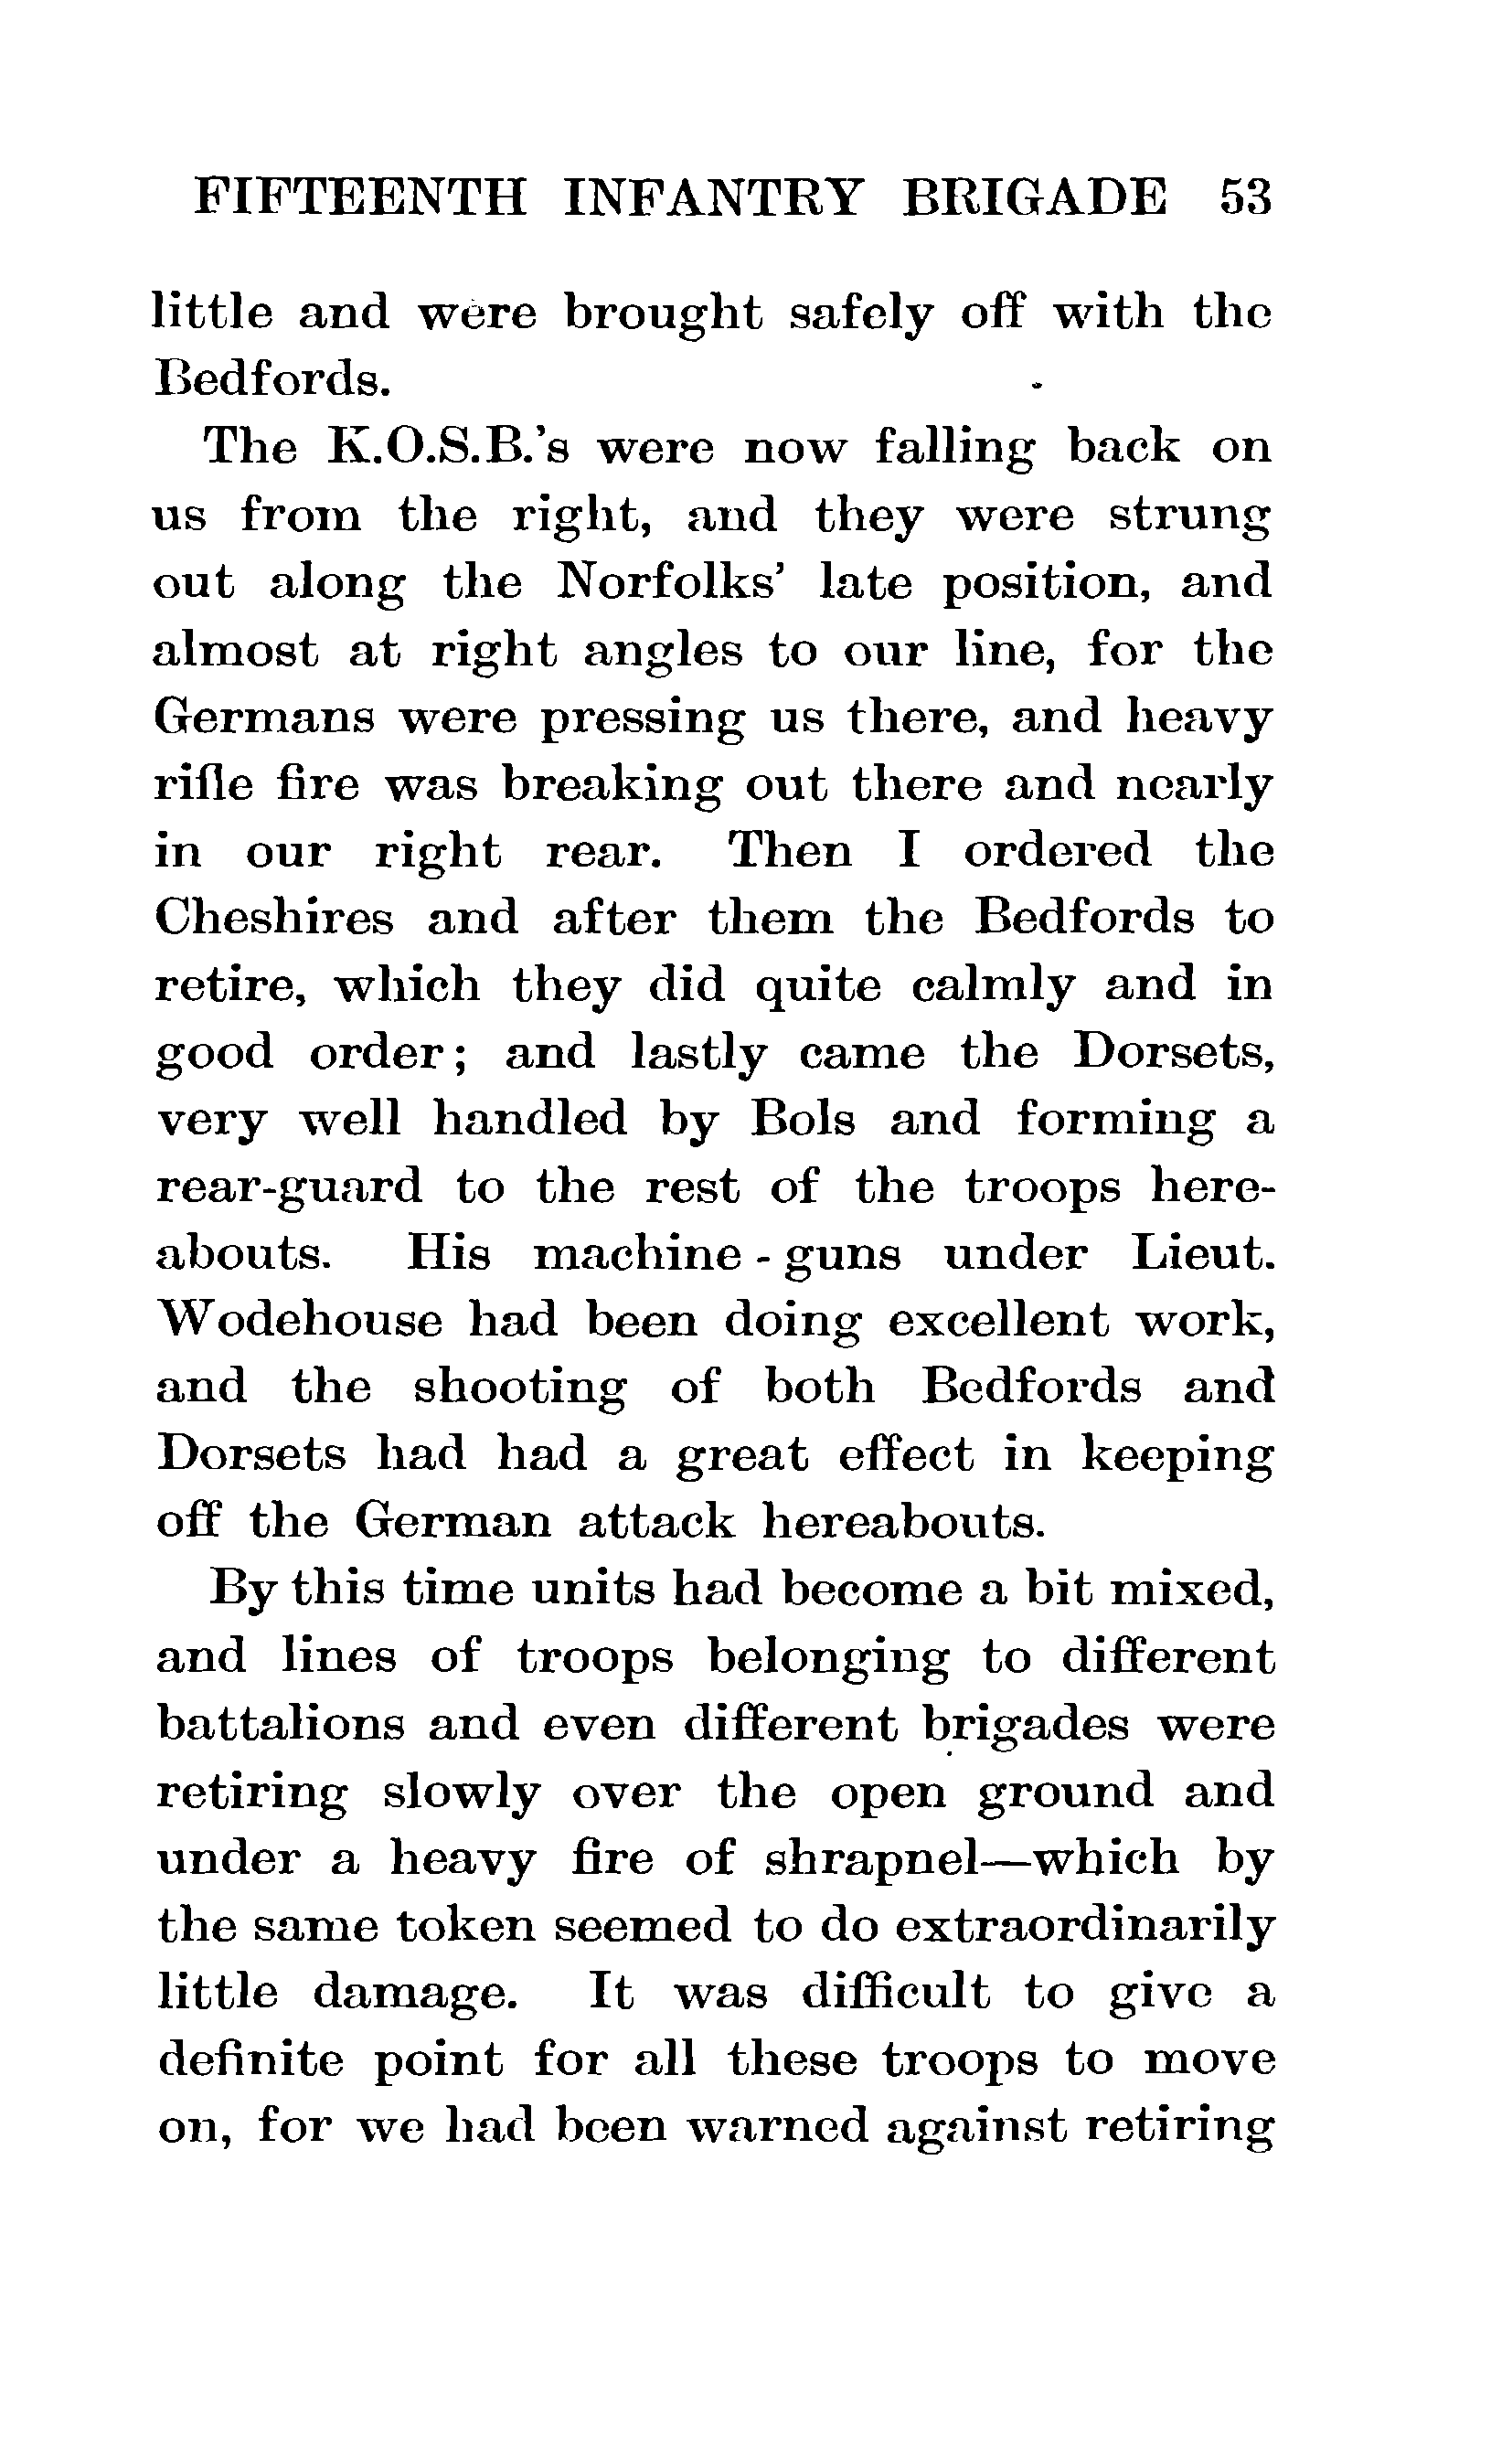 FIFTEENTH INFANTRY BRIGADE 53
little and were brought safely off with the
Bedfords.
The K.O.S.B.'s were now falling back on
us from the right, and they were strung
out along the Norfolks' late position, and
almost at right angles to our line, for the
Germans were pressing us there, and heavy
rifle fire was breaking out there and nearly
in our right rear. Then I ordered the
Cheshires and after them the Bedfords to
retire, which they did quite calmly and in
good order; and lastly came the Dorsets,
very well handled by Bols and forming a
rear-guard to the rest of the troops here-
abouts. His machine-guns under Lieut.
Wodehouse had been doing excellent work,
and the shooting of both Bedfords and
Dorsets had had a great effect in keeping
off the German attack hereabouts.
By this time units had become a bit mixed,
and lines of troops belonging to different
battalions and even different brigades were
retiring slowly over the open ground and
under a heavy fire of shrapnel—which by
the same token seemed to do extraordinarily
little damage. It was difficult to give a
definite point for all these troops to move
on, for we had been warned against retiring